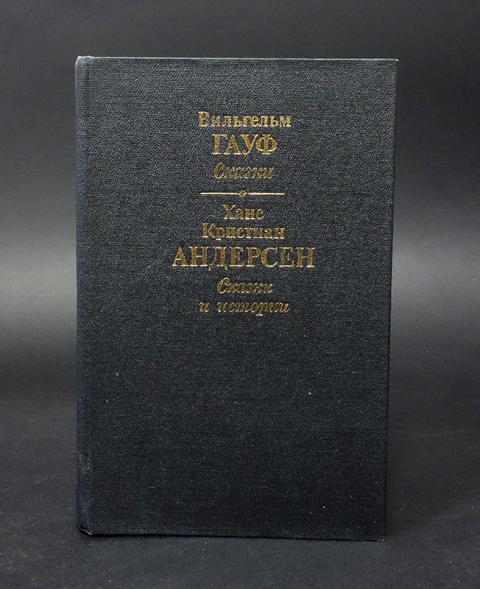 Вильгельм
ГАУФ
Сказки
Ханс
Кристиан
АНДЕРСЕН
Сказки
и истории